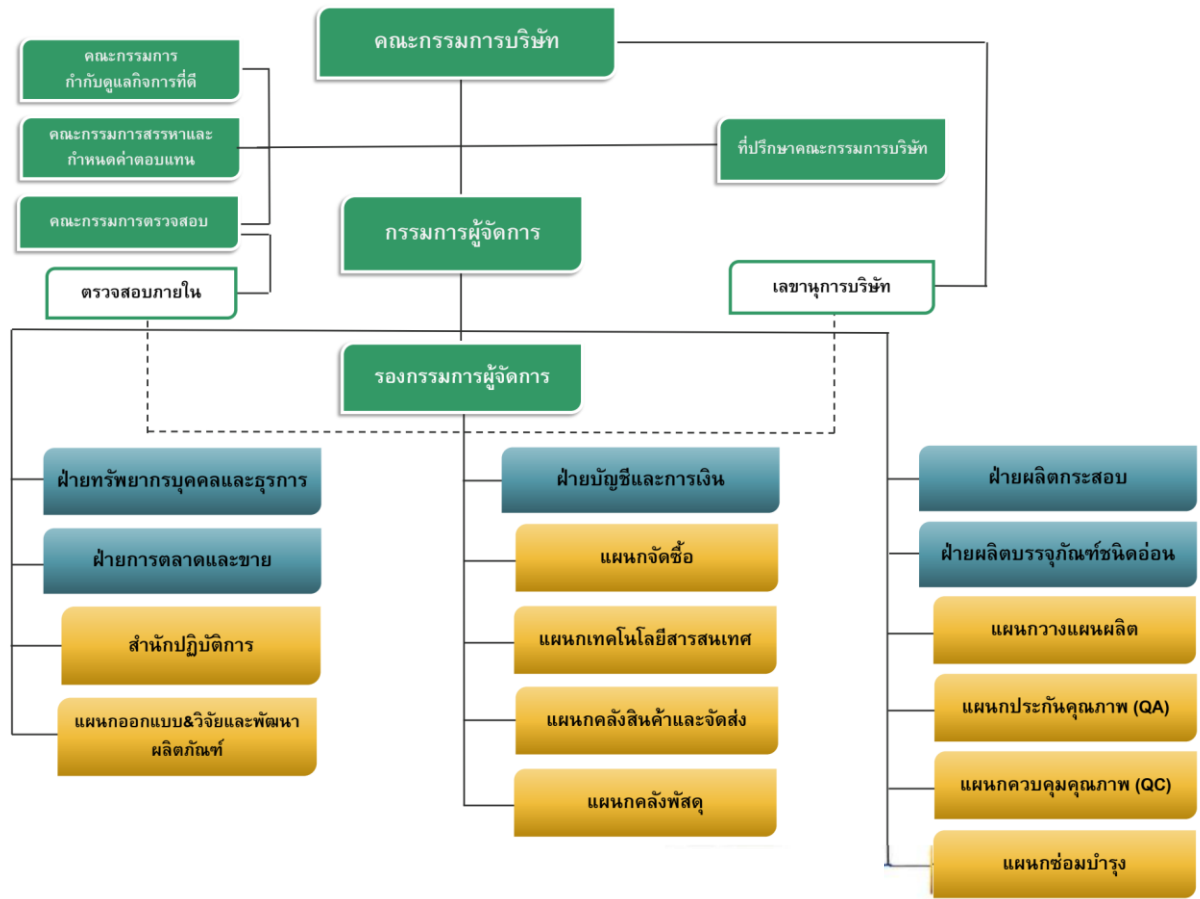 คณะกรรมการบริษัท
คณะกรรมการ
กำกับดูแลกิจการที่ดี
คณะกรรมการสรรหาและ
กำหนดค่าตอบแทน
ที่ปรึกษาคณะกรรมการบริษัท
คณะกรรมการตรวจสอบ
กรรมการผู้จัดการ
ตรวจสอบภายใน
เลขานุการบริษัท
รองกรรมการผู้จัดการ
ฝ่ายทรัพยากรบุคคลและธุรการ
ฝ่ายการตลาดและขาย
สำนักปฏิบัติการ
แผนกออกแบบ&วิจัยและพัฒนา
ผลิตภัณฑ์
ฝ่ายบัญชีและการเงิน
แผนกจัดซื้อ
แผนกเทคโนโลยีสารสนเทศ
แผนกคลังสินค้าและจัดส่ง
แผนกคลังพัสดุ
ฝ่ายผลิตกระสอบ
ฝ่ายผลิตบรรจุภัณฑ์ชนิดอ่อน
แผนกวางแผนผลิต
แผนกประกันคุณภาพ (QA)
แผนกควบคุมคุณภาพ (QC)
แผนกซ่อมบำรุง